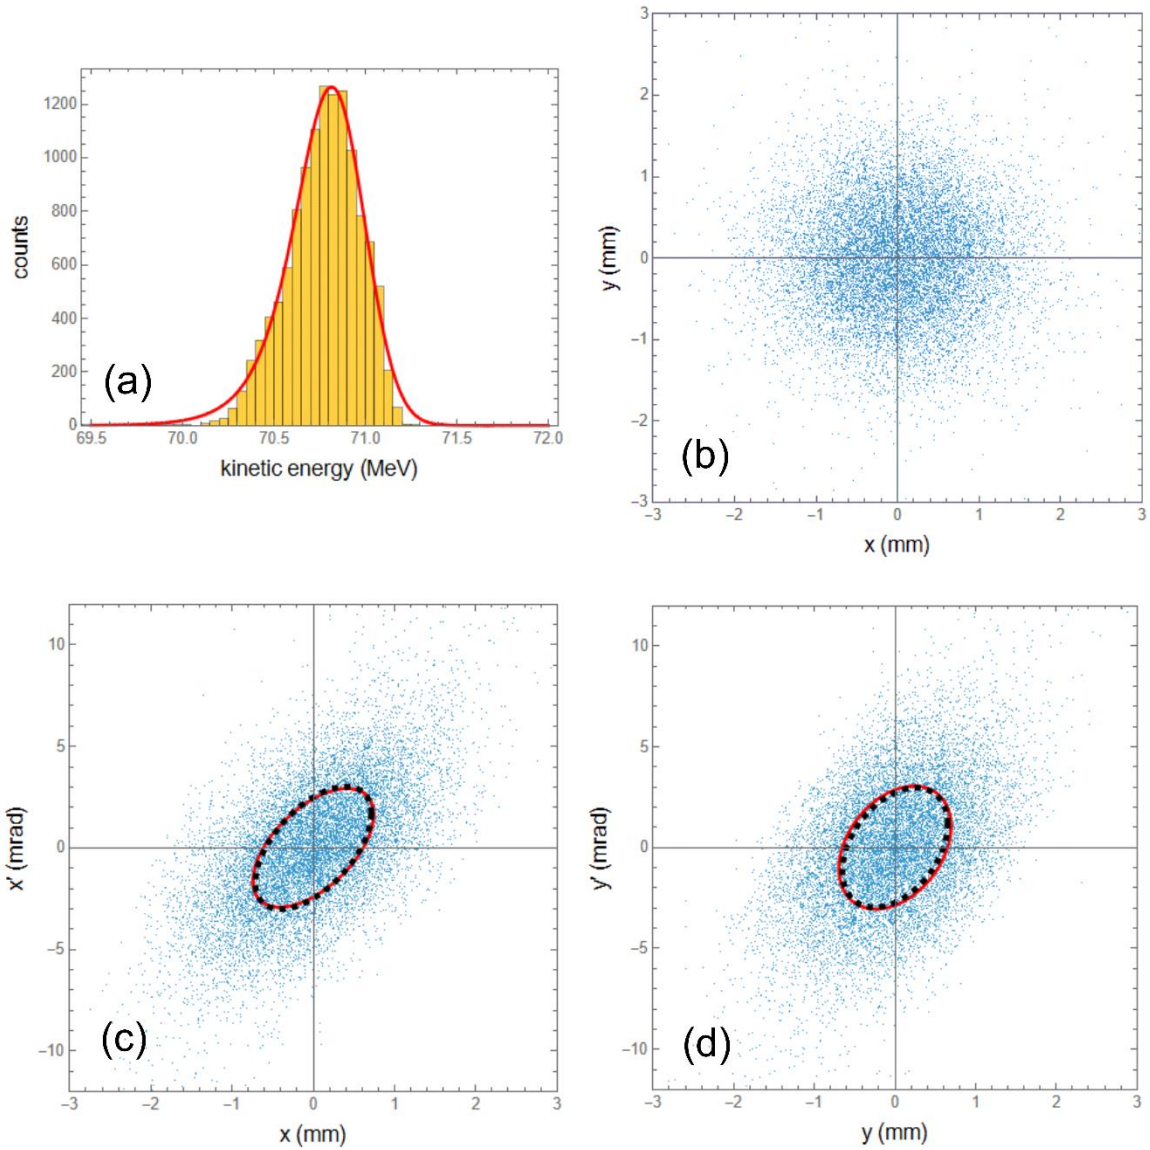 1200
1000
800
600
400
200
0
counts
(a)
69.5 70.0 70.5 71.0 71.5 72.0
kinetic energy (MeV)
3
2
1
0
−1
−2
−3
y (mm)
(b)
−3 −2 −1 0 1 2 3
x (mm)
10
5
0
−5
−10
x′ (mrad)
(c)
−3 −2 −1 0 1 2 3
x (mm)
10
5
0
−5
−10
y′ (mrad)
(d)
−3 −2 −1 0 1 2 3
y (mm)